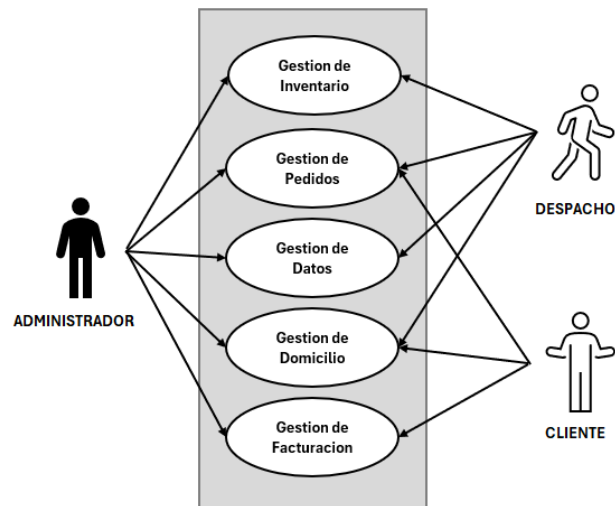 Gestion de
Inventario
Gestion de
Pedidos
DESPACHO
Gestion de
Datos
ADMINISTRADOR
Gestion de
Domicilio
Gestion de
Facturacion
CLIENTE